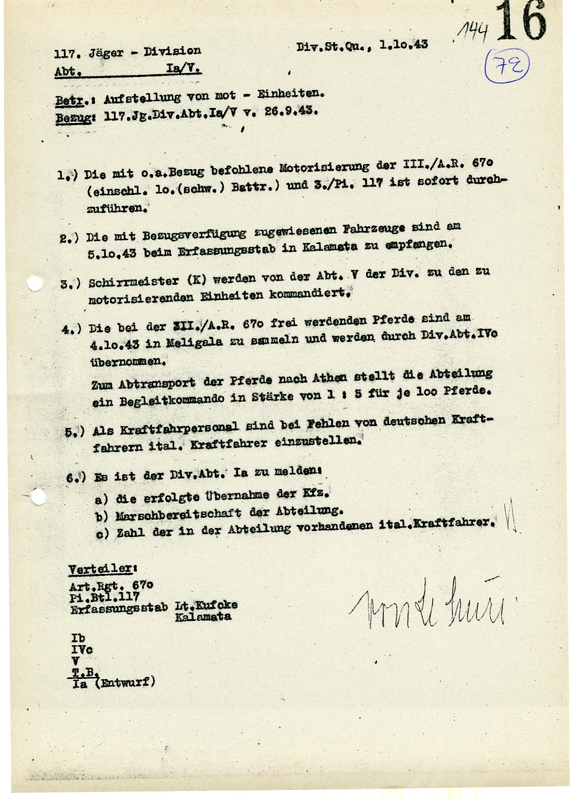 144 16
72
117. Jäger - Division Div.St.Qu., 1.10.43
Abt. Ia/V.
Betr.: Aufstellung von mot - Einheiten.
Bezug: 117.Jg.Div.Abt.Ia/V v. 26.9.43.
1.) Die mit o.a.Bezug befohlene Motorisierung der III./A.R. 670
(einschl. 10.(schw.) Battr.) und 3./Pi. 117 ist sofort durch-
zuführen.
2.) Die mit Bezugsverfügung zugewiesenen Fahrzeuge sind am
5.10.43 beim Erfassungsstab in Kalamata zu empfangen.
3.) Schirrmeister (K) werden von der Abt. V der Div. zu den zu
motorisierenden Einheiten kommandiert.
4.) Die bei der III./A.R. 670 frei werdenden Pferde sind am
4.10.43 in Meligala zu sammeln und werden durch Div.Abt.IVc
übernommen.
Zum Abtransport der Pferde nach Athen stellt die Abteilung
ein Begleitkommando in Stärke von 1 : 5 für je 100 Pferde.
5.) Als Kraftfahrpersonal sind bei Fehlen von deutschen Kraft-
fahrern ital. Kraftfahrer einzustellen.
6.) Es ist der Div.Abt. Ia zu melden:
a) die erfolgte Übernahme der Kfz.
b) Marschbereitschaft der Abteilung.
c) Zahl der in der Abteilung vorhandenen ital.Kraftfahrer.
Verteiler:
Art.Rgt. 670
Pi.Btl.117
Erfassungsstab Lt.Kufcke
Kalamata
Ib
IVc
V
T.B.
Ia (Entwurf)